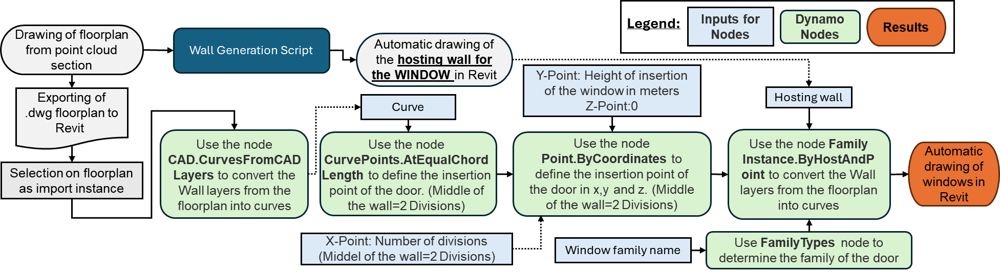 Legend:
Inputs for
Nodes
Dynamo
Nodes
Results
Drawing of floorplan
from point cloud
section
Wall Generation Script
Automatic drawing of
the hosting wall for
the WINDOW in Revit
Exporting of
.dwg floorplan to
Revit
Selection on floorplan
as import instance
Use the node
CAD.CurvesFromCAD
Layers to convert the
Wall layers from the
floorplan into curves
Curve
Use the node
CurvePoints.AtEqualChord
Length to define the insertion
point of the door. (Middle of
the wall=2 Divisions)
Y-Point: Height of insertion
of the window in meters
Z-Point:0
Use the node
Point.ByCoordinates to
define the insertion point of
the door in x,y and z. (Middle
of the wall=2 Divisions)
X-Point: Number of divisions
(Middel of the wall=2 Divisions)
Hosting wall
Use the node Family
Instance.ByHostAndP
oint to convert the Wall
layers from the floorplan
into curves
Window family name
Use FamilyTypes node to
determine the family of the door
Automatic
drawing of
windows in
Revit